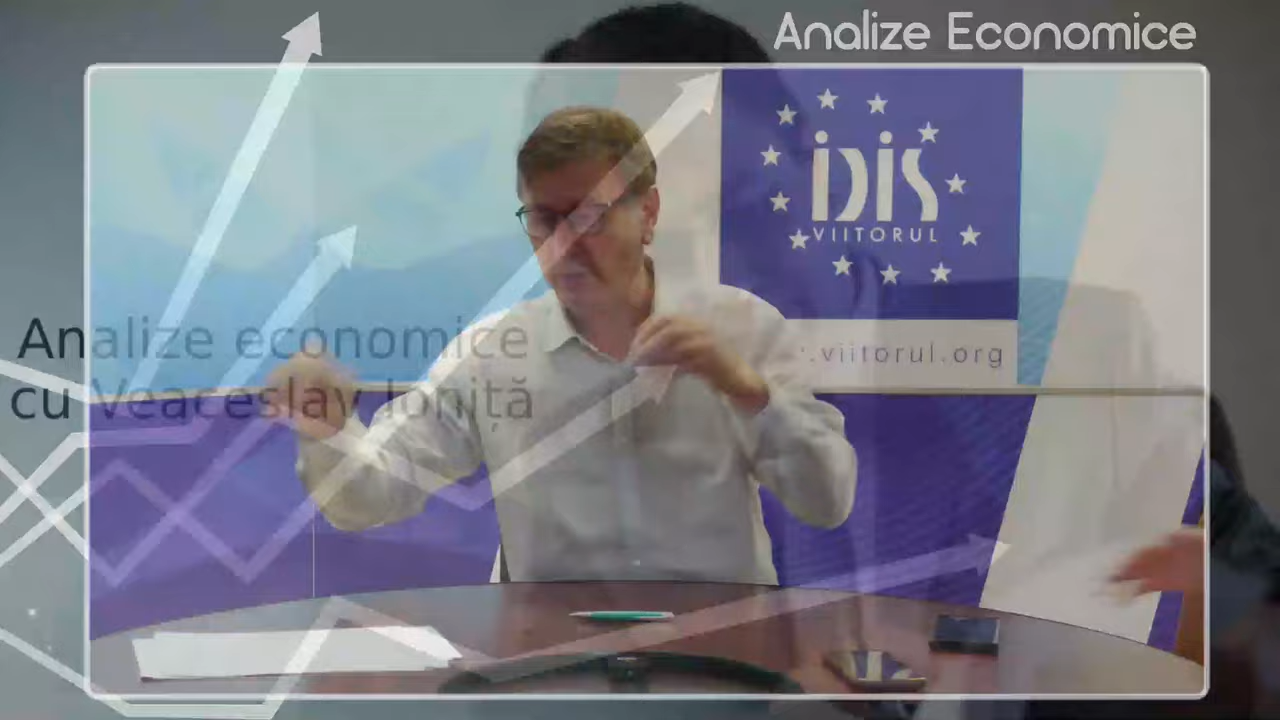 Analize Economice
iDiS
VIITORUL
.viitorul.org
Analize economice
cu Veaceslav Ioniță